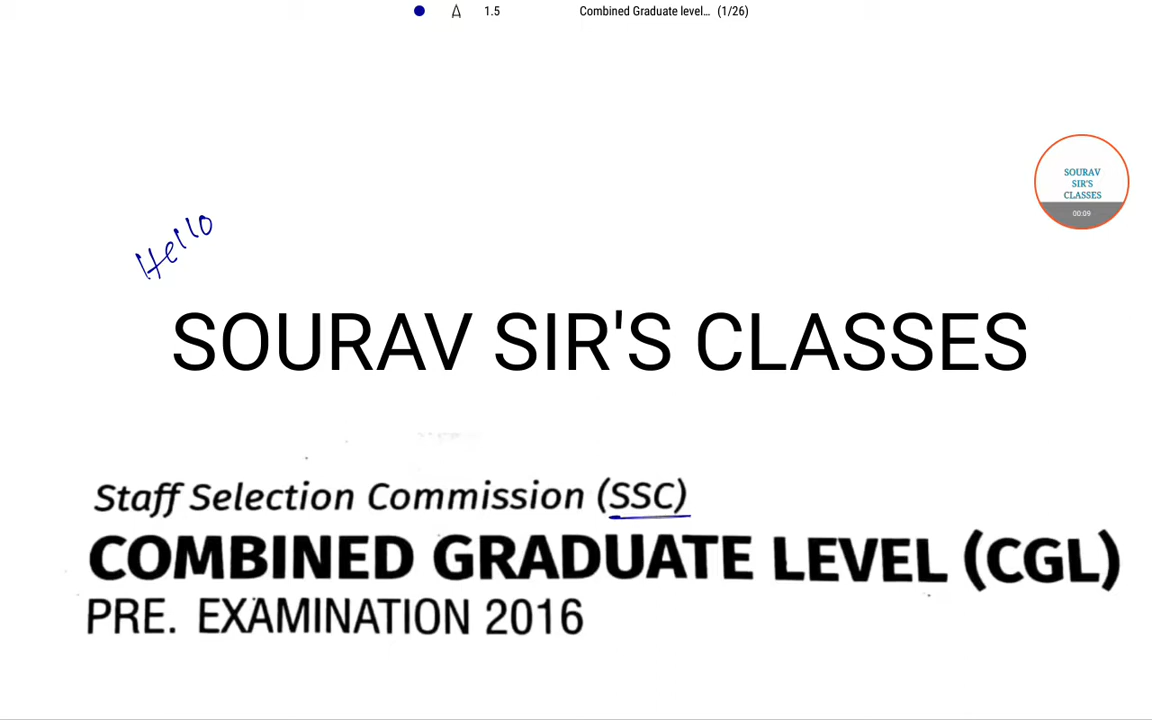 1.5 Combined Graduate level... (1/26)
SOURAV
SIR'S
CLASSES
00:09
Hello
SOURAV SIR'S CLASSES
Staff Selection Commission (SSC)
COMBINED GRADUATE LEVEL (CGL)
PRE. EXAMINATION 2016